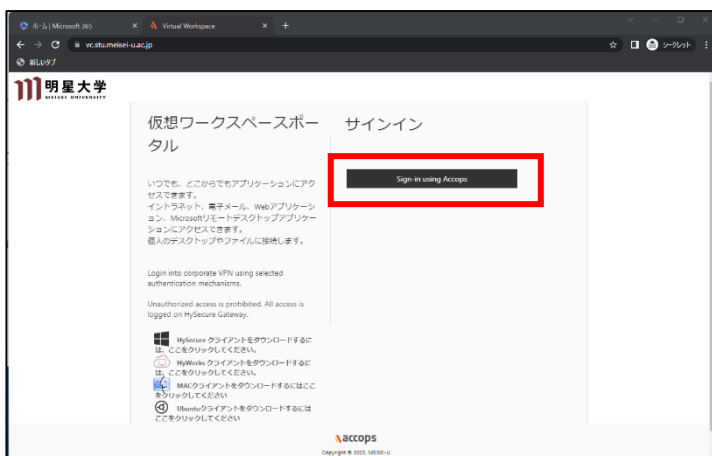 ホーム | Microsoft 365
Virtual Workspace
vc.stu.meisei-u.ac.jp
シークレット
新しいタブ
明星大学
MEISEI UNIVERSITY
仮想ワークスペースポー
タル
サインイン
Sign-in using Accops
いつでも、どこからでもアプリケーションにアク
セスできます。
イントラネット、電子メール、Webアプリケーシ
ョン、Microsoftリモートデスクトップアプリケー
ションにアクセスできます。
個人のデスクトップやファイルに接続します。
Login into corporate VPN using selected
authentication mechanisms.
Unauthorized access is prohibited. All access is
logged on HySecure Gateway.
HySecure クライアントをダウンロードするに
は、ここをクリックしてください。
HyWorks クライアントをダウンロードするに
は、ここをクリックしてください。
MACクライアントをダウンロードするにはここ
をクリックしてください
Ubuntuクライアントをダウンロードするには
ここをクリックしてください
accops
Copyright © 2023, MEISEI-U